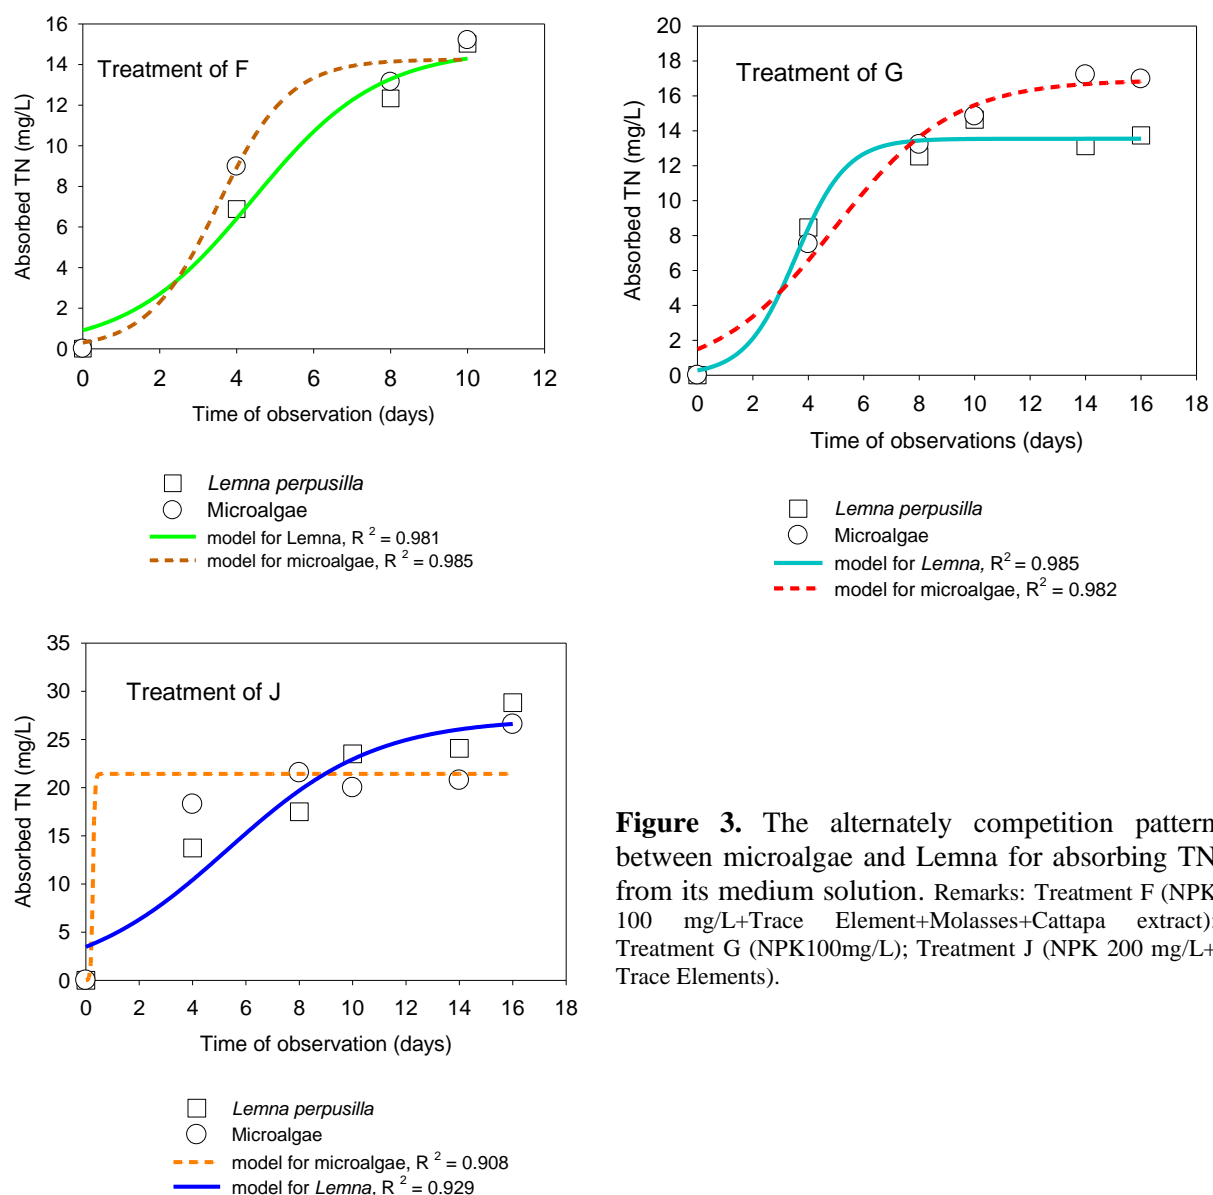 Treatment of F
Absorbed TN (mg/L)
16
14
12
10
8
6
4
2
0
0 2 4 6 8 10 12
Time of observation (days)
Lemna perpusilla
Microalgae
model for Lemna, R 2 = 0.981
model for microalgae, R 2 = 0.985
Treatment of G
Absorbed TN (mg/L)
20
18
16
14
12
10
8
6
4
2
0
0 2 4 6 8 10 12 14 16 18
Time of observations (days)
Lemna perpusilla
Microalgae
model for Lemna, R2 = 0.985
model for microalgae, R2 = 0.982
Treatment of J
Absorbed TN (mg/L)
35
30
25
20
15
10
5
0
0 2 4 6 8 10 12 14 16 18
Time of observation (days)
Lemna perpusilla
Microalgae
model for microalgae, R 2 = 0.908
model for Lemna, R 2 = 0.929
Figure 3. The alternately competition pattern
between microalgae and Lemna for absorbing TN
from its medium solution. Remarks: Treatment F (NPK
100 mg/L+Trace Element+Molasses+Cattapa extract);
Treatment G (NPK100mg/L); Treatment J (NPK 200 mg/L+
Trace Elements).